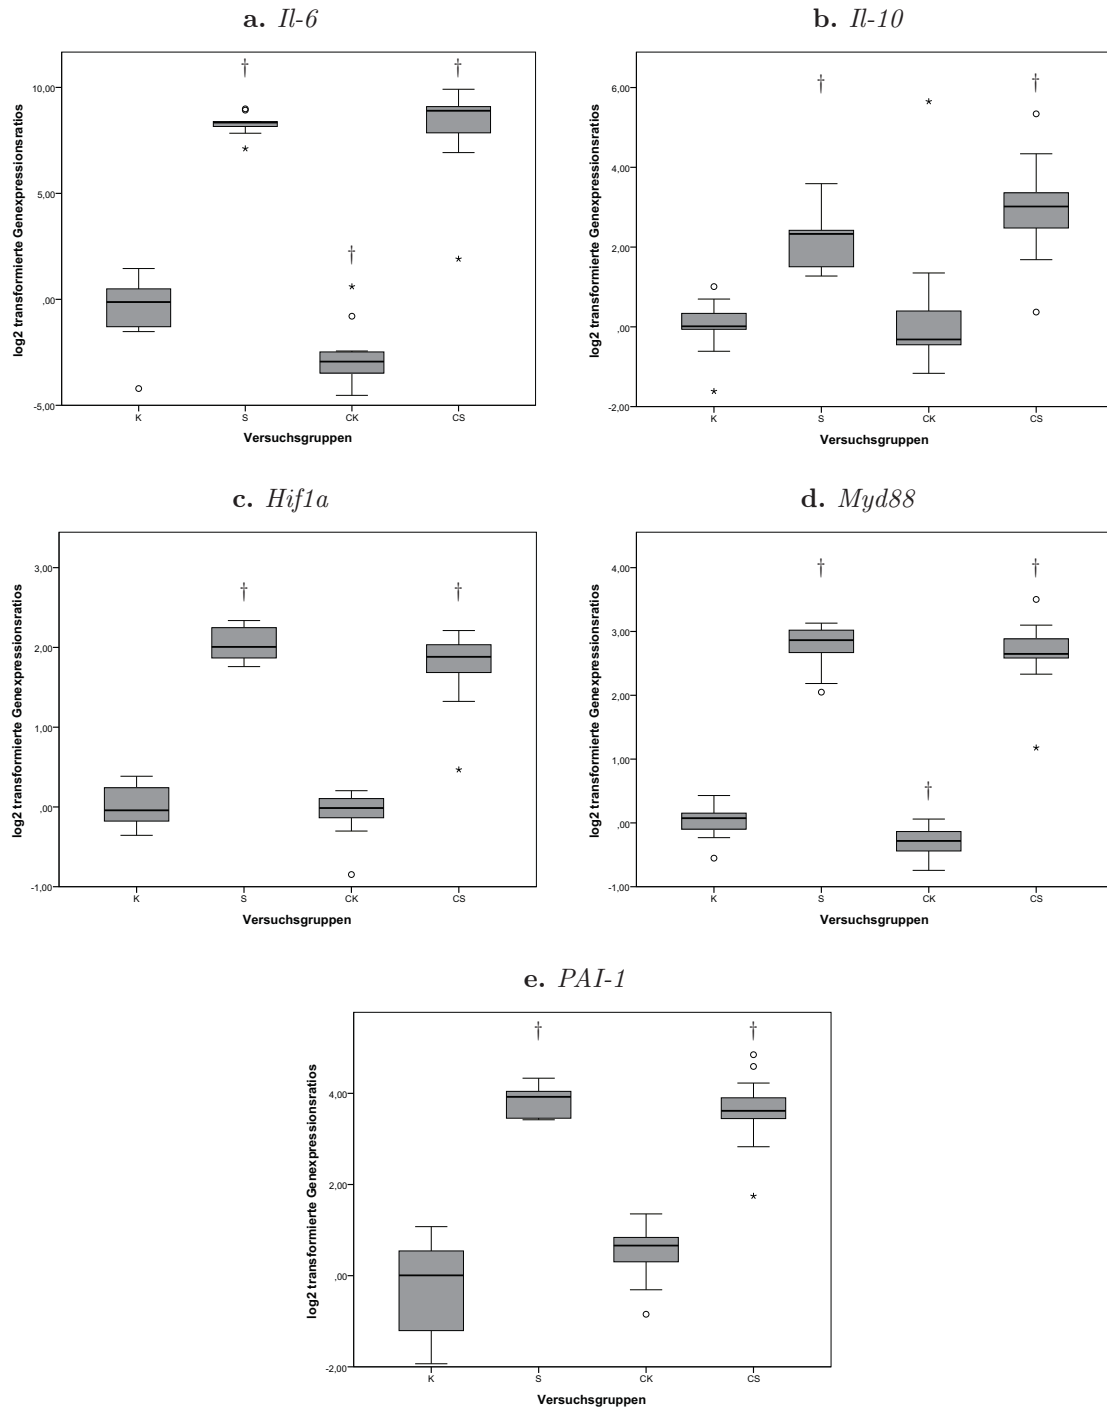 a. Il-6
†
†
†
log2 transformierte Genexpressionsratios
10,00
5,00
,00
-5,00
K
S
CK
CS
Versuchsgruppen
b. Il-10
†
†
log2 transformierte Genexpressionsratios
6,00
4,00
2,00
,00
-2,00
K
S
CK
CS
Versuchsgruppen
c. Hif1a
†
†
log2 transformierte Genexpressionsratios
3,00
2,00
1,00
,00
-1,00
K
S
CK
CS
Versuchsgruppen
d. Myd88
†
†
†
log2 transformierte Genexpressionsratios
4,00
3,00
2,00
1,00
,00
-1,00
K
S
CK
CS
Versuchsgruppen
e. PAI-1
†
†
log2 transformierte Genexpressionsratios
4,00
2,00
,00
-2,00
K
S
CK
CS
Versuchsgruppen